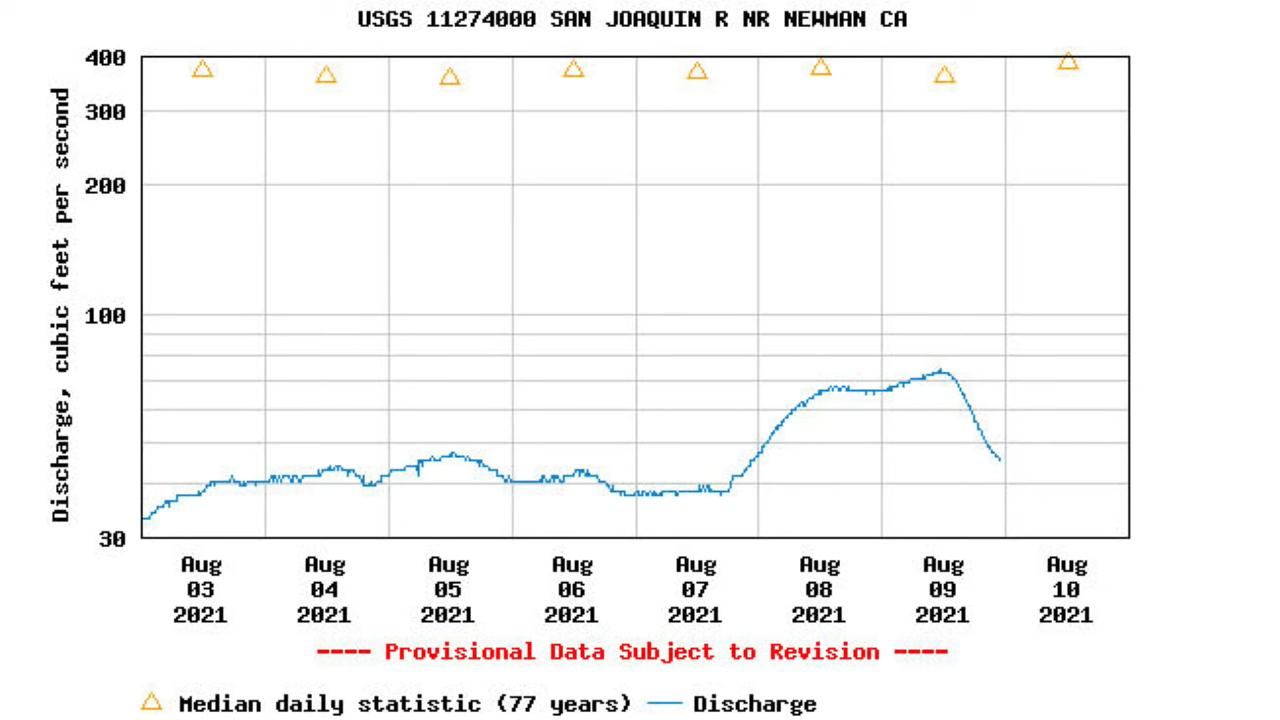 USGS 11274000 SAN JOAQUIN R NR NEWMAN CA
Discharge, cubic feet per second
400
300
200
100
30
Aug 03 2021
Aug 04 2021
Aug 05 2021
Aug 06 2021
Aug 07 2021
Aug 08 2021
Aug 09 2021
Aug 10 2021
---- Provisional Data Subject to Revision ----
Median daily statistic (77 years) Discharge